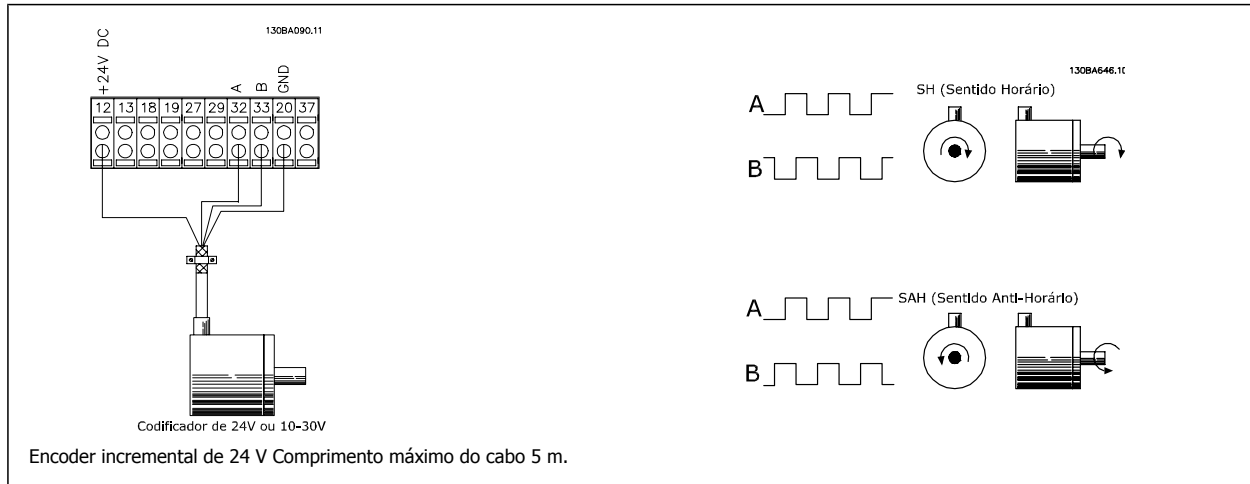 130BA090.11
+24V DC
A
B
GND
12 13 18 19 27 29 32 33 20 37
Codificador de 24V ou 10-30V
Encoder incremental de 24 V Comprimento máximo do cabo 5 m.
130BA646.10
SH (Sentido Horário)
A
B
SAH (Sentido Anti-Horário)
A
B